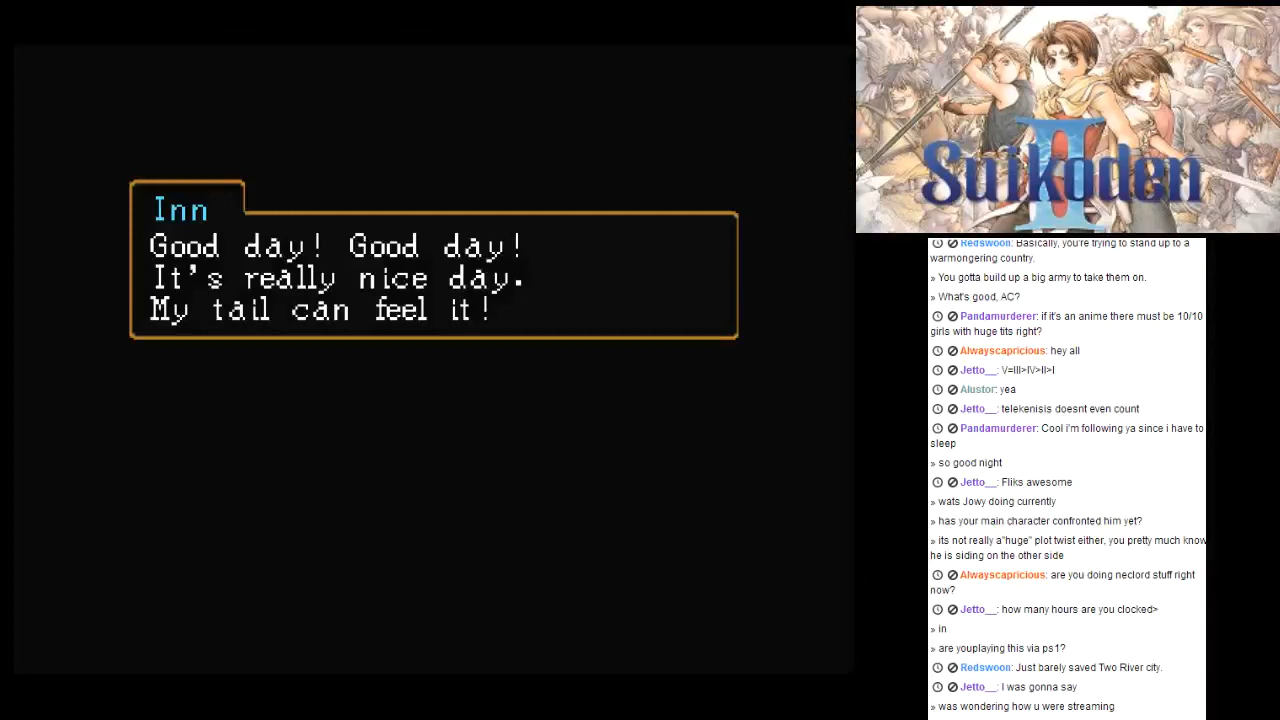 Inn
Good day! Good day!
It's really nice day.
My tail can feel it!
Suikoden
II
Redswoon: Basically, you're trying to stand up to a
warmongering country.
» You gotta build up a big army to take them on.
» What's good, AC?
Pandamurderer: if it's an anime there must be 10/10
girls with huge tits right?
Alwayscapricious: hey all
Jetto__: V=III>IV>II>I
Alustor: yea
Jetto__: telekenisis doesnt even count
Pandamurderer: Cool i'm following ya since i have to
sleep
» so good night
Jetto__: Fliks awesome
» wats Jowy doing currently
» has your main character confronted him yet?
» its not really a"huge" plot twist either, you pretty much know
he is siding on the other side
Alwayscapricious: are you doing neclord stuff right
now?
Jetto__: how many hours are you clocked>
» in
» are youplaying this via ps1?
Redswoon: Just barely saved Two River city.
Jetto__: I was gonna say
» was wondering how u were streaming